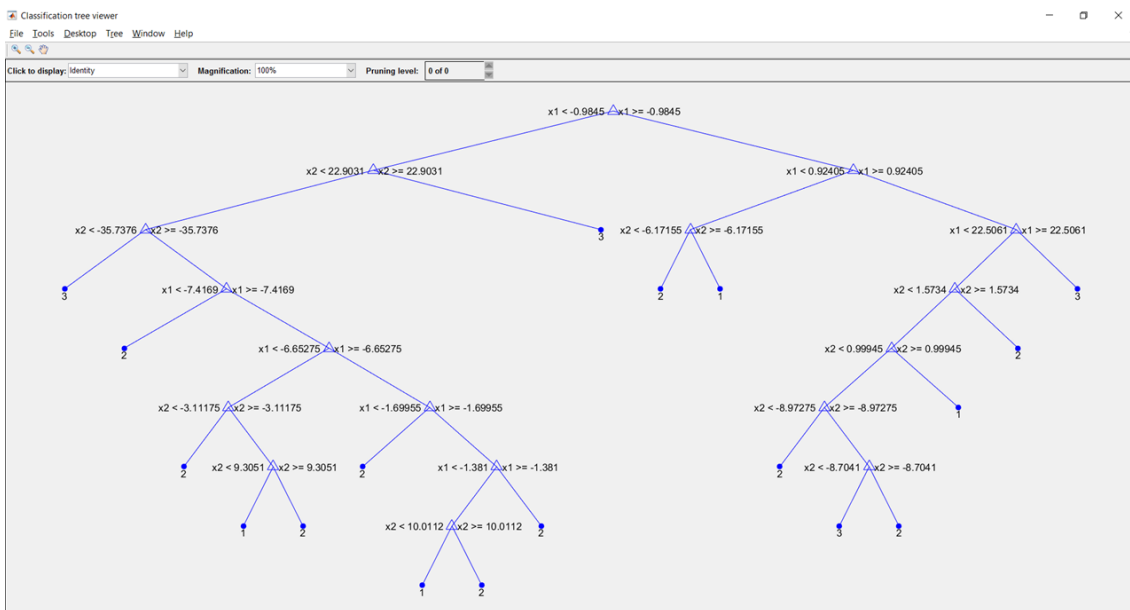 Classification tree viewer
File Tools Desktop Tree Window Help
Click to display: Identity Magnification: 100% Pruning level: 0 of 0
x1 < -0.9845 x1 >= -0.9845
x2 < 22.9031 x2 >= 22.9031 x1 < 0.92405 x1 >= 0.92405
x2 < -35.7376 x2 >= -35.7376 3 x2 < -6.17155 x2 >= -6.17155 x1 < 22.5061 x1 >= 22.5061
3 x1 < -7.4169 x1 >= -7.4169 2 1 x2 < 1.5734 x2 >= 1.5734 3
2 x1 < -6.65275 x1 >= -6.65275 x2 < 0.99945 x2 >= 0.99945 2
x2 < -3.11175 x2 >= -3.11175 x1 < -1.69955 x1 >= -1.69955 x2 < -8.97275 x2 >= -8.97275 1
2 x2 < 9.3051 x2 >= 9.3051 2 x1 < -1.381 x1 >= -1.381 2 x2 < -8.7041 x2 >= -8.7041
1 2 x2 < 10.0112 x2 >= 10.0112 2 3 2
1 2